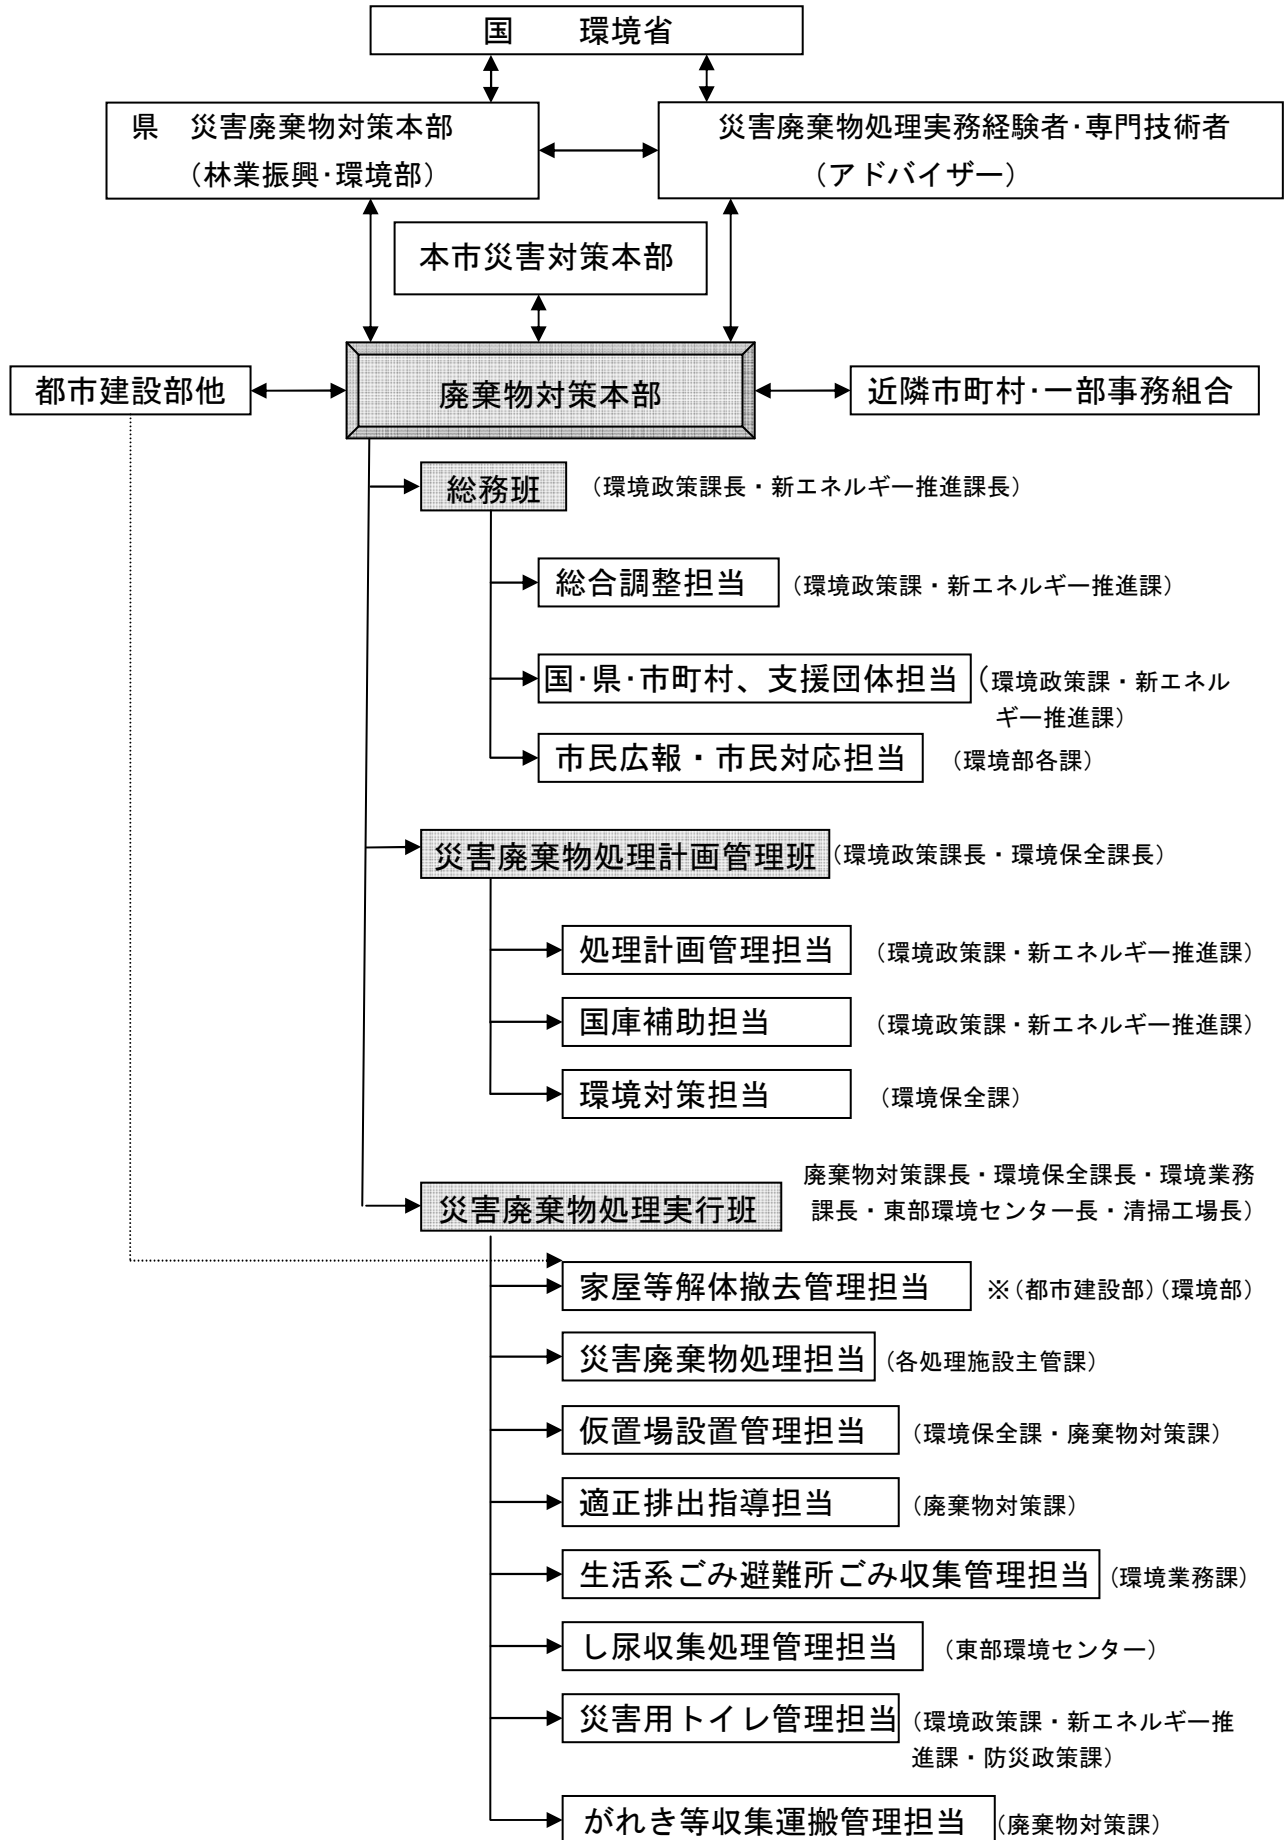 国　　環境省
県　災害廃棄物対策本部
（林業振興･環境部）
災害廃棄物処理実務経験者･専門技術者
（アドバイザー）
本市災害対策本部
都市建設部他
廃棄物対策本部
近隣市町村･一部事務組合
総務班
（環境政策課長・新エネルギー推進課長）
総合調整担当
（環境政策課・新エネルギー推進課）
国･県･市町村、支援団体担当
（環境政策課・新エネル
ギー推進課）
市民広報・市民対応担当
（環境部各課）
災害廃棄物処理計画管理班
（環境政策課長・環境保全課長）
処理計画管理担当
（環境政策課・新エネルギー推進課）
国庫補助担当
（環境政策課・新エネルギー推進課）
環境対策担当
（環境保全課）
災害廃棄物処理実行班
廃棄物対策課長・環境保全課長・環境業務
課長・東部環境センター長・清掃工場長）
家屋等解体撤去管理担当
※（都市建設部）（環境部）
災害廃棄物処理担当
（各処理施設主管課）
仮置場設置管理担当
（環境保全課・廃棄物対策課）
適正排出指導担当
（廃棄物対策課）
生活系ごみ避難所ごみ収集管理担当
（環境業務課）
し尿収集処理管理担当
（東部環境センター）
災害用トイレ管理担当
（環境政策課・新エネルギー推
進課・防災政策課）
がれき等収集運搬管理担当
（廃棄物対策課）